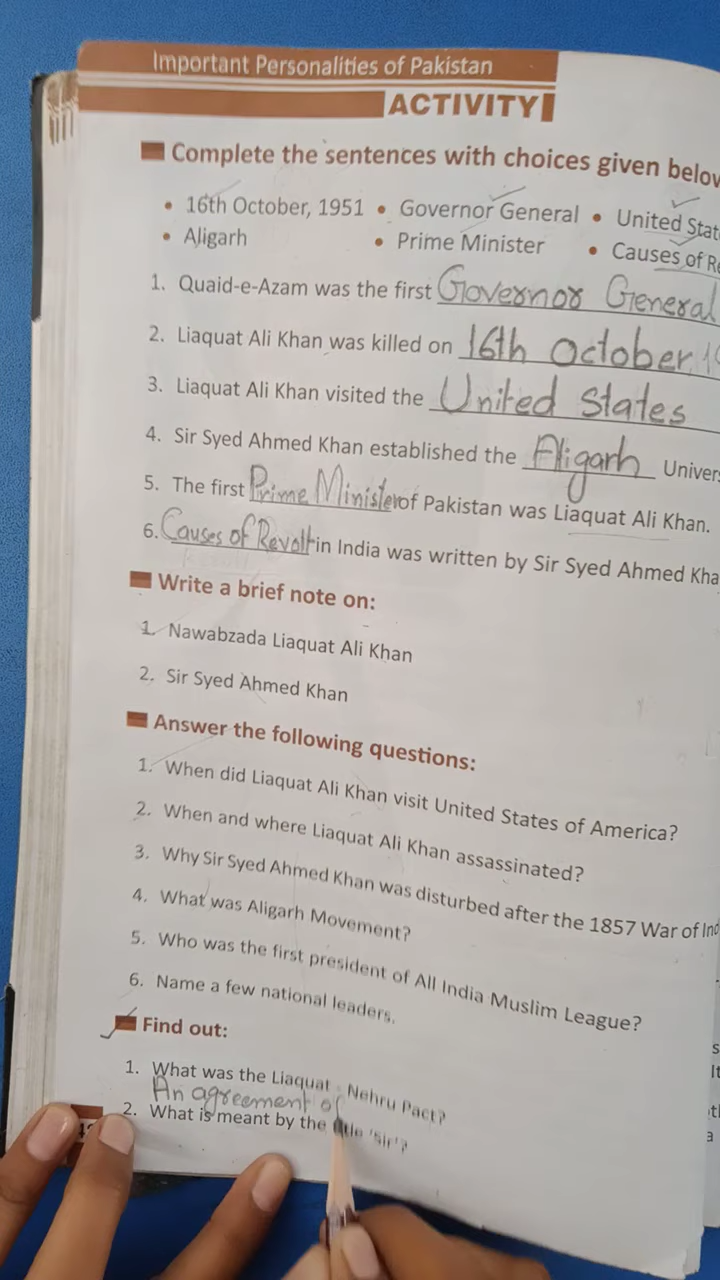 Important Personalities of Pakistan
ACTIVITY
Complete the sentences with choices given below
• 16th October, 1951 • Governor General • United Stat
• Aligarh • Prime Minister • Causes of Re
1. Quaid-e-Azam was the first Governor General
2. Liaquat Ali Khan was killed on 16th October, 19
3. Liaquat Ali Khan visited the United States
4. Sir Syed Ahmed Khan established the Aligarh Univers
5. The first Prime Minister of Pakistan was Liaquat Ali Khan.
6. Causes of Revolt in India was written by Sir Syed Ahmed Kha
Write a brief note on:
1. Nawabzada Liaquat Ali Khan
2. Sir Syed Ahmed Khan
Answer the following questions:
1. When did Liaquat Ali Khan visit United States of America?
2. When and where Liaquat Ali Khan assassinated?
3. Why Sir Syed Ahmed Khan was disturbed after the 1857 War of Ind
4. What was Aligarh Movement?
5. Who was the first president of All India Muslim League?
6. Name a few national leaders.
Find out:
1. What was the Liaquat - Nehru Pact?
An agreement of
2. What is meant by the title 'sir'?